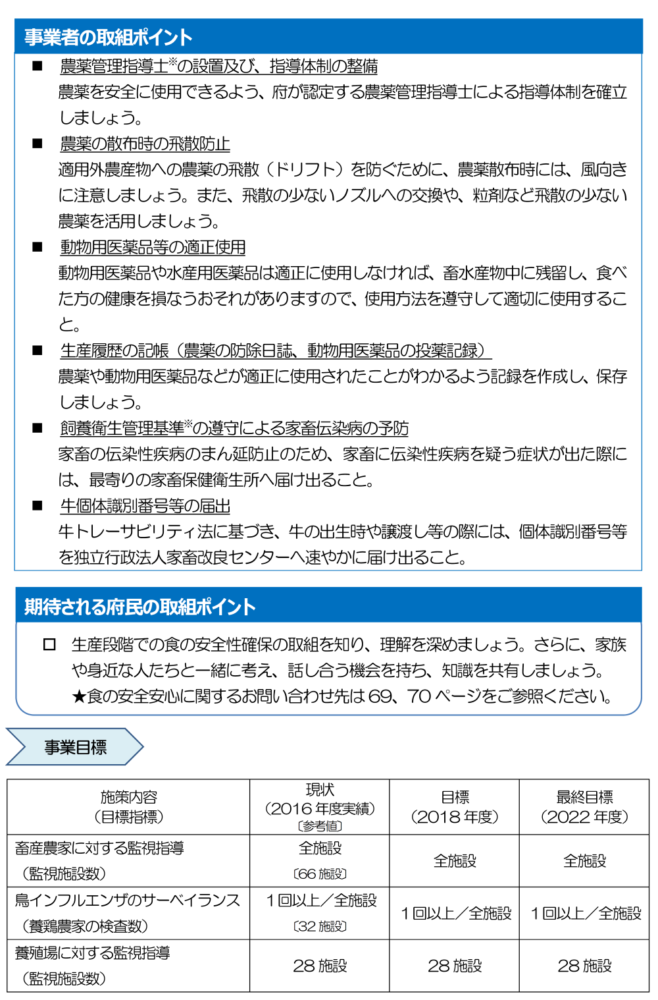 事業者の取組ポイント
■ 農薬管理指導士※の設置及び、指導体制の整備
農薬を安全に使用できるよう、府が認定する農薬管理指導士による指導体制を確立
しましょう。
■ 農薬の散布時の飛散防止
適用外農産物への農薬の飛散（ドリフト）を防ぐために、農薬散布時には、風向き
に注意しましょう。また、飛散の少ないノズルへの交換や、粒剤など飛散の少ない
農薬を活用しましょう。
■ 動物用医薬品等の適正使用
動物用医薬品や水産用医薬品は適正に使用しなければ、畜水産物中に残留し、食べ
た方の健康を損なうおそれがありますので、使用方法を遵守して適切に使用するこ
と。
■ 生産履歴の記帳（農薬の防除日誌、動物用医薬品の投薬記録）
農薬や動物用医薬品などが適正に使用されたことがわかるよう記録を作成し、保存
しましょう。
■ 飼養衛生管理基準※の遵守による家畜伝染病の予防
家畜の伝染性疾病のまん延防止のため、家畜に伝染性疾病を疑う症状が出た際に
は、最寄りの家畜保健衛生所へ届け出ること。
■ 牛個体識別番号等の届出
牛トレーサビリティ法に基づき、牛の出生時や譲渡し等の際には、個体識別番号等
を独立行政法人家畜改良センターへ速やかに届け出ること。
期待される府民の取組ポイント
□ 生産段階での食の安全性確保の取組を知り、理解を深めましょう。さらに、家族
や身近な人たちと一緒に考え、話し合う機会を持ち、知識を共有しましょう。
★食の安全安心に関するお問い合わせ先は 69、70 ページをご参照ください。
事業目標
施策内容
（目標指標）
現状
（2016 年度実績）
〔参考値〕
目標
（2018 年度）
最終目標
（2022 年度）
畜産農家に対する監視指導
（監視施設数）
全施設
〔66 施設〕
全施設
全施設
鳥インフルエンザのサーベイランス
（養鶏農家の検査数）
1 回以上／全施設
〔32 施設〕
1 回以上／全施設
1 回以上／全施設
養殖場に対する監視指導
（監視施設数）
28 施設
28 施設
28 施設